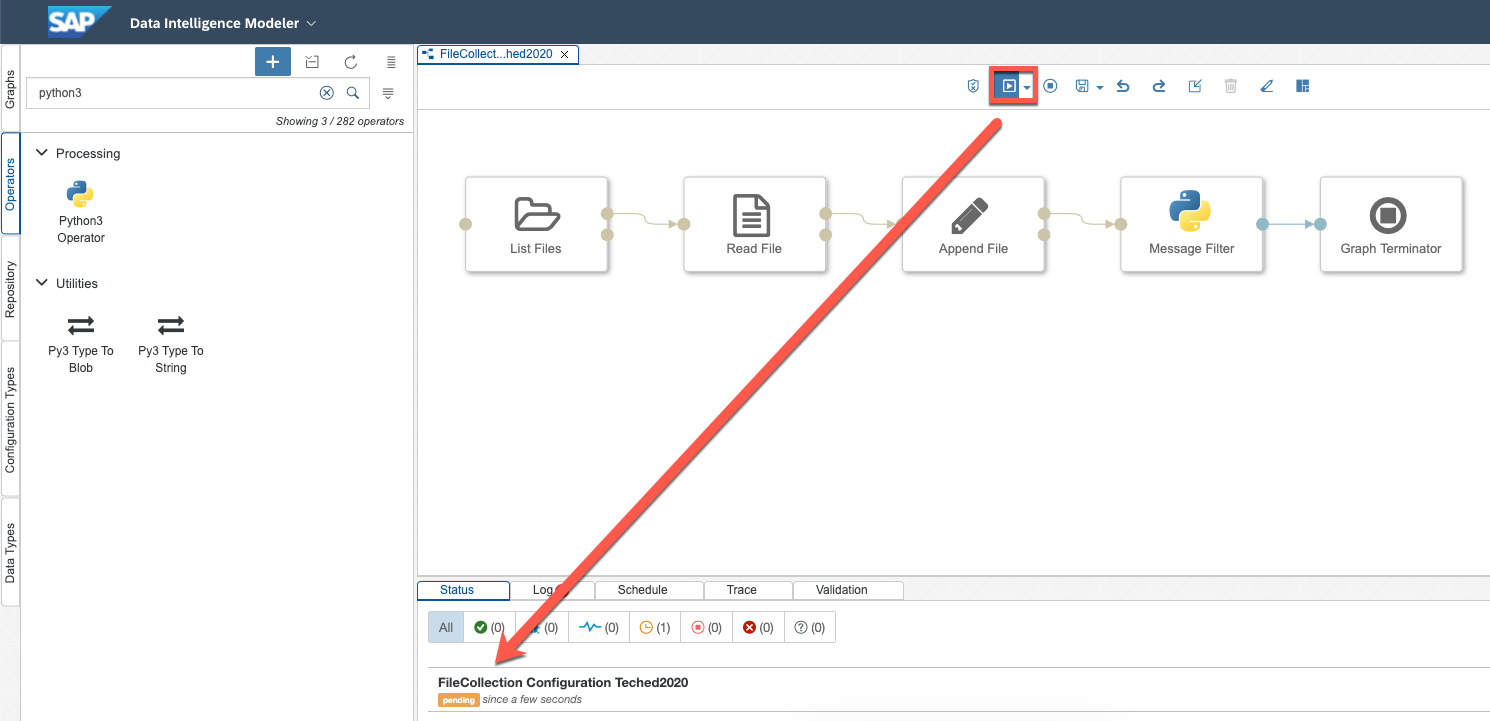 SAP Data Intelligence Modeler
Graphs
Operators
Repository
Configuration Types
Data Types
python3
Showing 3 / 282 operators
Processing
Python3
Operator
Utilities
Py3 Type To
Blob
Py3 Type To
String
FileCollect...hed2020
List Files
Read File
Append File
Message Filter
Graph Terminator
Status
Log
Schedule
Trace
Validation
All (0) (0) (0) (1) (0) (0) (0)
FileCollection Configuration Teched2020
pending since a few seconds